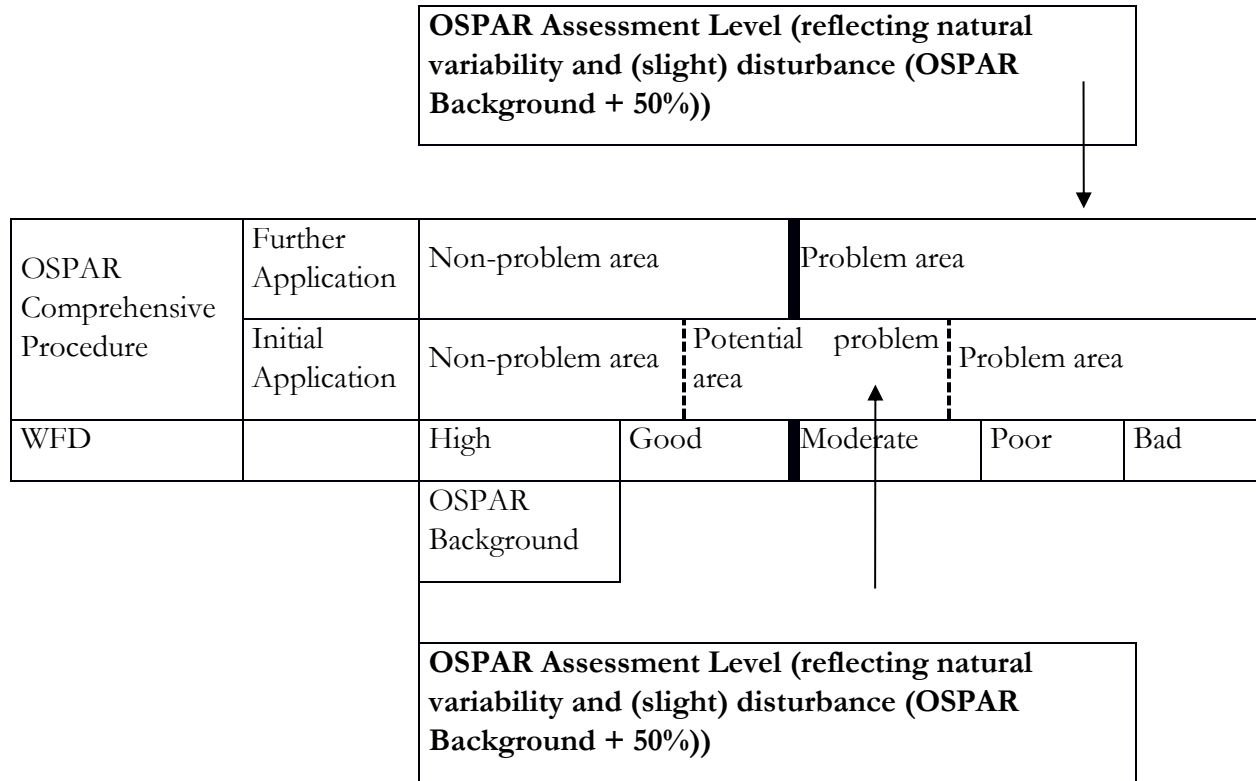 OSPAR Assessment Level (reflecting natural
variability and (slight) disturbance (OSPAR
Background + 50%))
OSPAR
Comprehensive
Procedure
Further
Application
Non-problem area
Problem area
Initial
Application
Non-problem area
Potential problem
area
Problem area
WFD
High
Good
Moderate
Poor
Bad
OSPAR
Background
OSPAR Assessment Level (reflecting natural
variability and (slight) disturbance (OSPAR
Background + 50%))